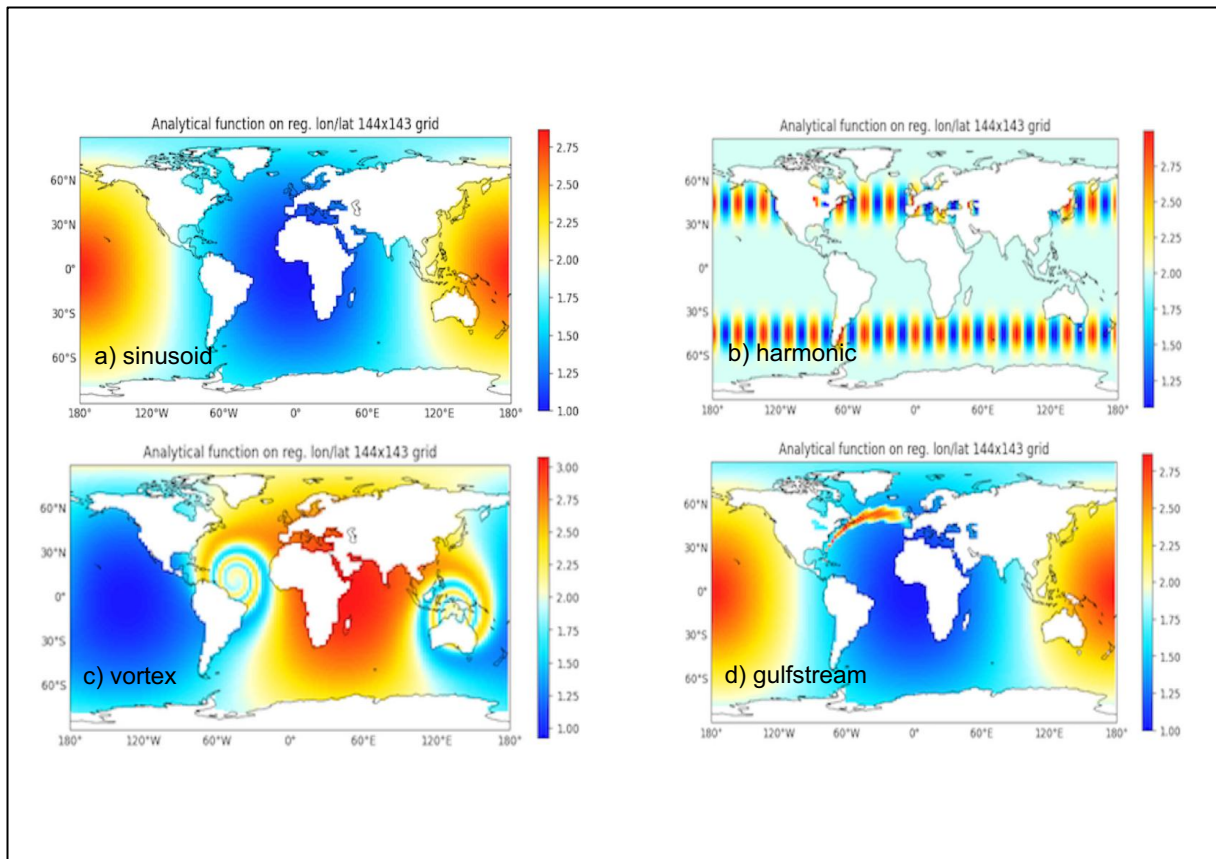 Analytical function on reg. lon/lat 144x143 grid
60°N
30°N
0°
30°S
60°S
180° 120°W 60°W 0° 60°E 120°E 180°
2.75
2.50
2.25
2.00
1.75
1.50
1.25
1.00
a) sinusoid
Analytical function on reg. lon/lat 144x143 grid
60°N
30°N
0°
30°S
60°S
180° 120°W 60°W 0° 60°E 120°E 180°
2.75
2.50
2.25
2.00
1.75
1.50
1.25
b) harmonic
Analytical function on reg. lon/lat 144x143 grid
60°N
30°N
0°
30°S
60°S
180° 120°W 60°W 0° 60°E 120°E 180°
3.00
2.75
2.50
2.25
2.00
1.75
1.50
1.25
1.00
c) vortex
Analytical function on reg. lon/lat 144x143 grid
60°N
30°N
0°
30°S
60°S
180° 120°W 60°W 0° 60°E 120°E 180°
2.75
2.50
2.25
2.00
1.75
1.50
1.25
1.00
d) gulfstream